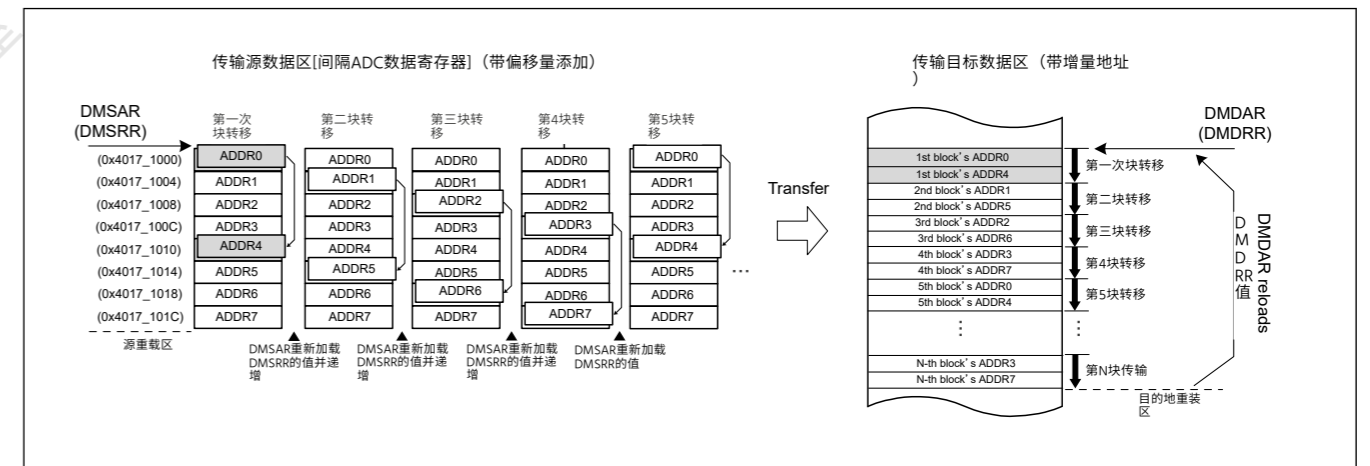 传输源数据区[间隔ADC数据寄存器]（带偏移量添加）
传输目标数据区（带增量地址
）
DMSAR
(DMSRR)
第一次
块转移
第二块转
移
第三块转
移
第4块转
移
第5块转
移
(0x4017_1000)
(0x4017_1004)
(0x4017_1008)
(0x4017_100C)
(0x4017_1010)
(0x4017_1014)
(0x4017_1018)
(0x4017_101C)
源重载区
ADDR0
ADDR1
ADDR2
ADDR3
ADDR4
ADDR5
ADDR6
ADDR7
ADDR0
ADDR1
ADDR2
ADDR3
ADDR4
ADDR5
ADDR6
ADDR7
ADDR0
ADDR1
ADDR2
ADDR3
ADDR4
ADDR5
ADDR6
ADDR7
ADDR0
ADDR1
ADDR2
ADDR3
ADDR4
ADDR5
ADDR6
ADDR7
ADDR0
ADDR1
ADDR2
ADDR3
ADDR4
ADDR5
ADDR6
ADDR7
…
DMSAR重新加载
DMSRR的值并递
增
DMSAR重新加载
DMSRR的值并递
增
DMSAR重新加载
DMSRR的值并递
增
DMSAR重新加载
DMSRR的值
Transfer
DMDAR
(DMDRR)
1st block's ADDR0
1st block's ADDR4
2nd block's ADDR1
2nd block's ADDR5
3rd block's ADDR2
3rd block's ADDR6
4th block's ADDR3
4th block's ADDR7
5th block's ADDR0
5th block's ADDR4
⋮
N-th block's ADDR3
N-th block's ADDR7
第一次块转移
第二块转移
第三块转移
第4块转移
第5块转移
⋮
第N块传输
目的地重装
区
DMDRR值
DMDAR reloads